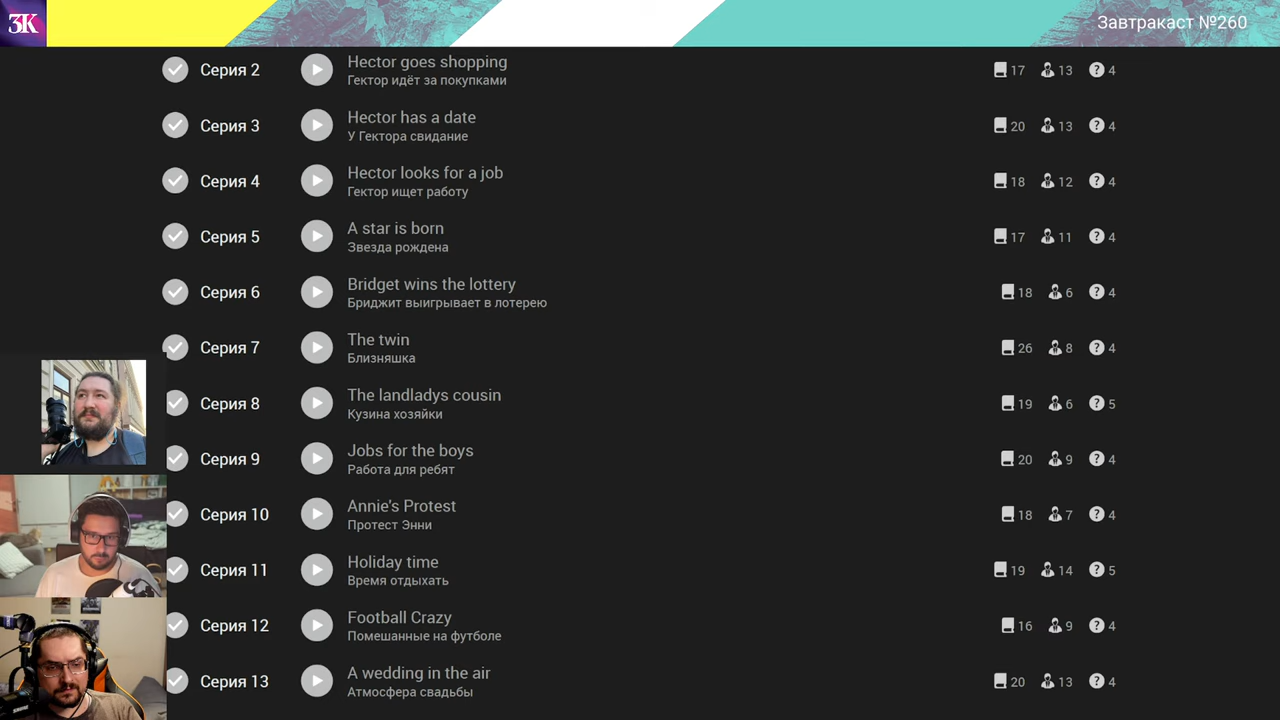 ЗК
Завтракаст №260
Серия 2
Hector goes shopping
Гектор идёт за покупками
17 13 4
Серия 3
Hector has a date
У Гектора свидание
20 13 4
Серия 4
Hector looks for a job
Гектор ищет работу
18 12 4
Серия 5
A star is born
Звезда рождена
17 11 4
Серия 6
Bridget wins the lottery
Бриджит выигрывает в лотерею
18 6 4
Серия 7
The twin
Близняшка
26 8 4
Серия 8
The landladys cousin
Кузина хозяйки
19 6 5
Серия 9
Jobs for the boys
Работа для ребят
20 9 4
Серия 10
Annie's Protest
Протест Энни
18 7 4
Серия 11
Holiday time
Время отдыхать
19 14 5
Серия 12
Football Crazy
Помешанные на футболе
16 9 4
Серия 13
A wedding in the air
Атмосфера свадьбы
20 13 4